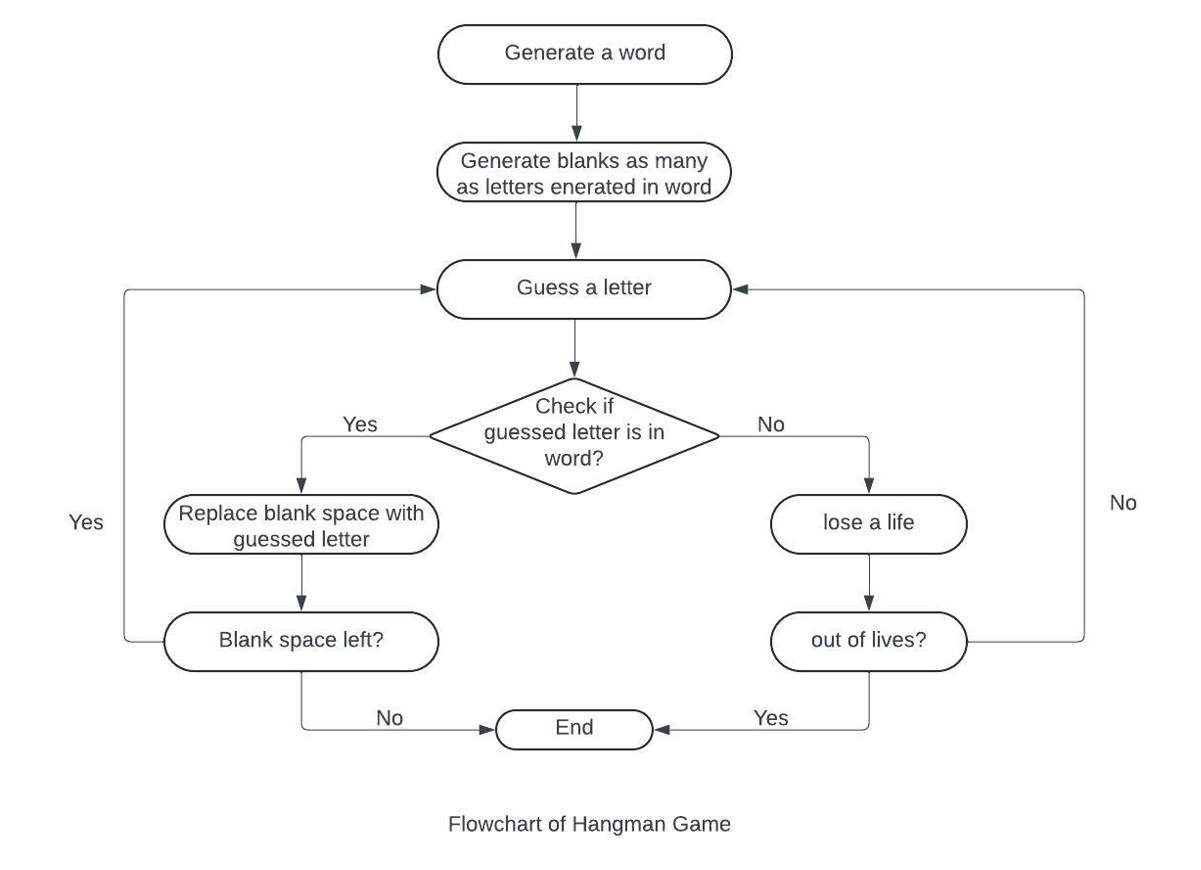 Generate a word
Generate blanks as many
as letters enerated in word
Guess a letter
Check if
guessed letter is in
word?
Yes
No
Replace blank space with
guessed letter
lose a life
Yes
No
Blank space left?
out of lives?
No
End
Yes
Flowchart of Hangman Game